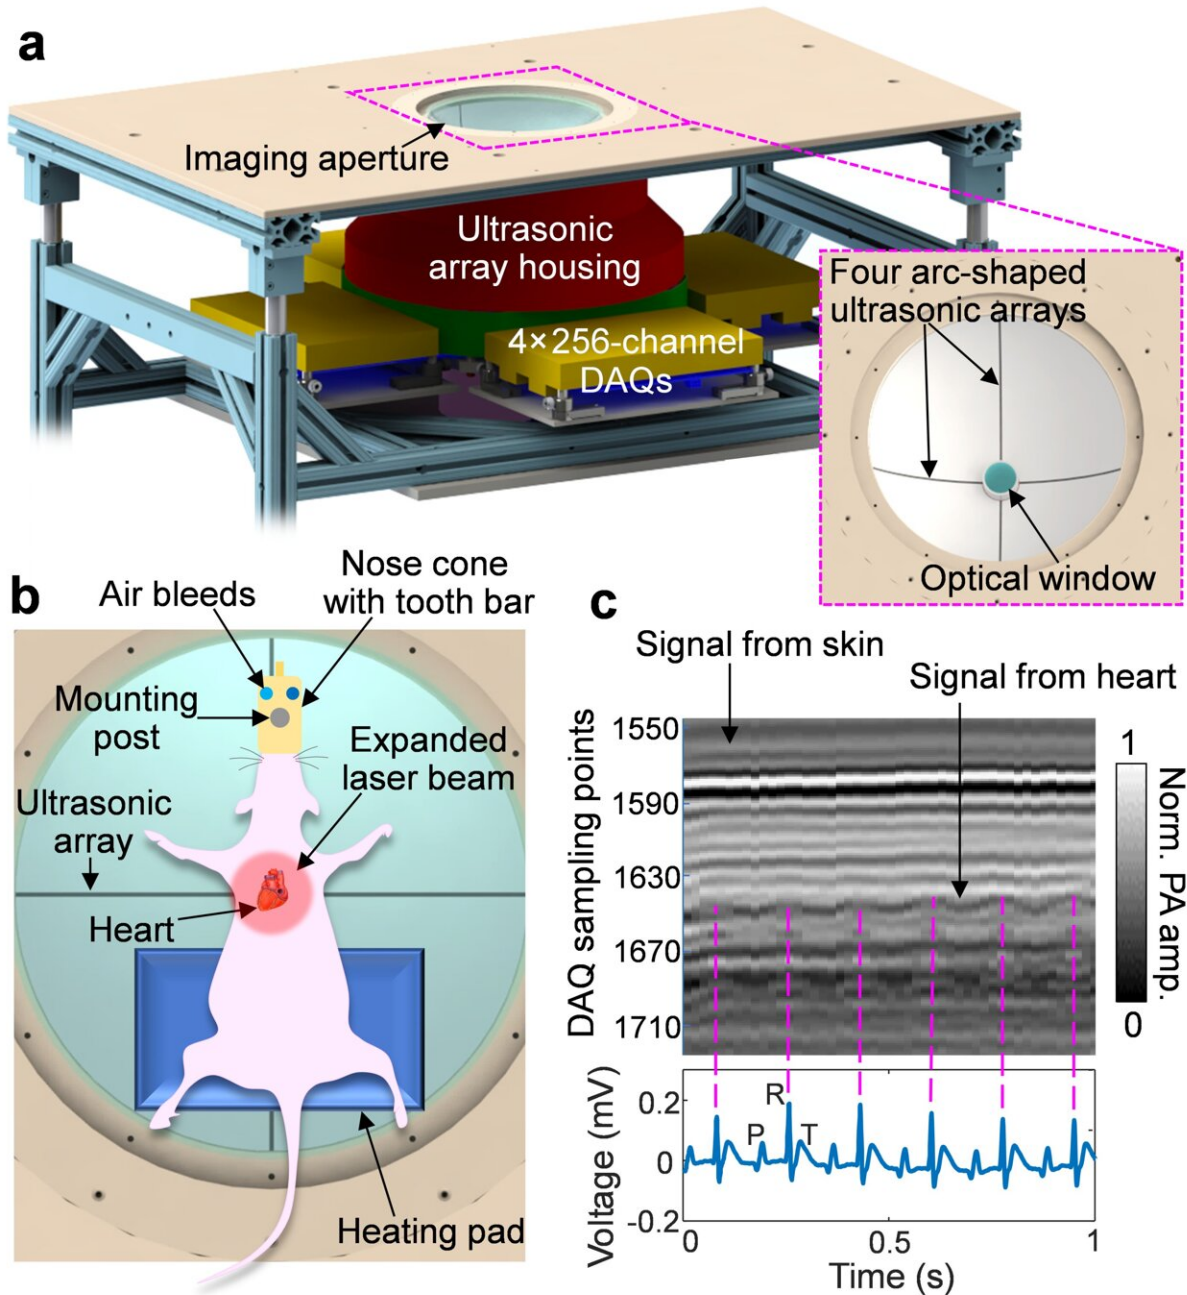 a
Imaging aperture
Ultrasonic
array housing
4×256-channel
DAQs
Four arc-shaped
ultrasonic arrays
Optical window
b
Air bleeds
Nose cone
with tooth bar
Mounting
post
Expanded
laser beam
Ultrasonic
array
Heart
Heating pad
c
Signal from skin
Signal from heart
DAQ sampling points
1550
1590
1630
1670
1710
1
0
Norm. PA amp.
Voltage (mV)
0.2
0
-0.2
P
R
T
0
0.5
1
Time (s)